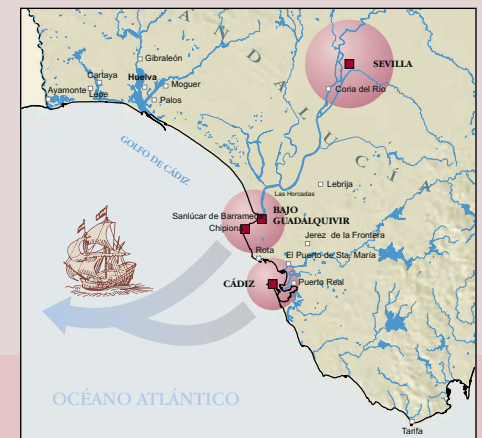 ANDALUCIA
Gibraleón
SEVILLA
Cartaya
Huelva
Moguer
Ayamonte
Lepe
Coria del Río
Palos
GOLFO DE CÁDIZ
Lebrija
Las Horcadas
Sanlúcar de Barrameda
BAJO
GUADALQUIVIR
Chipiona
Jerez de la Frontera
Rota
El Puerto de Sta. María
CÁDIZ
Puerto Real
OCÉANO ATLÁNTICO
Tarifa